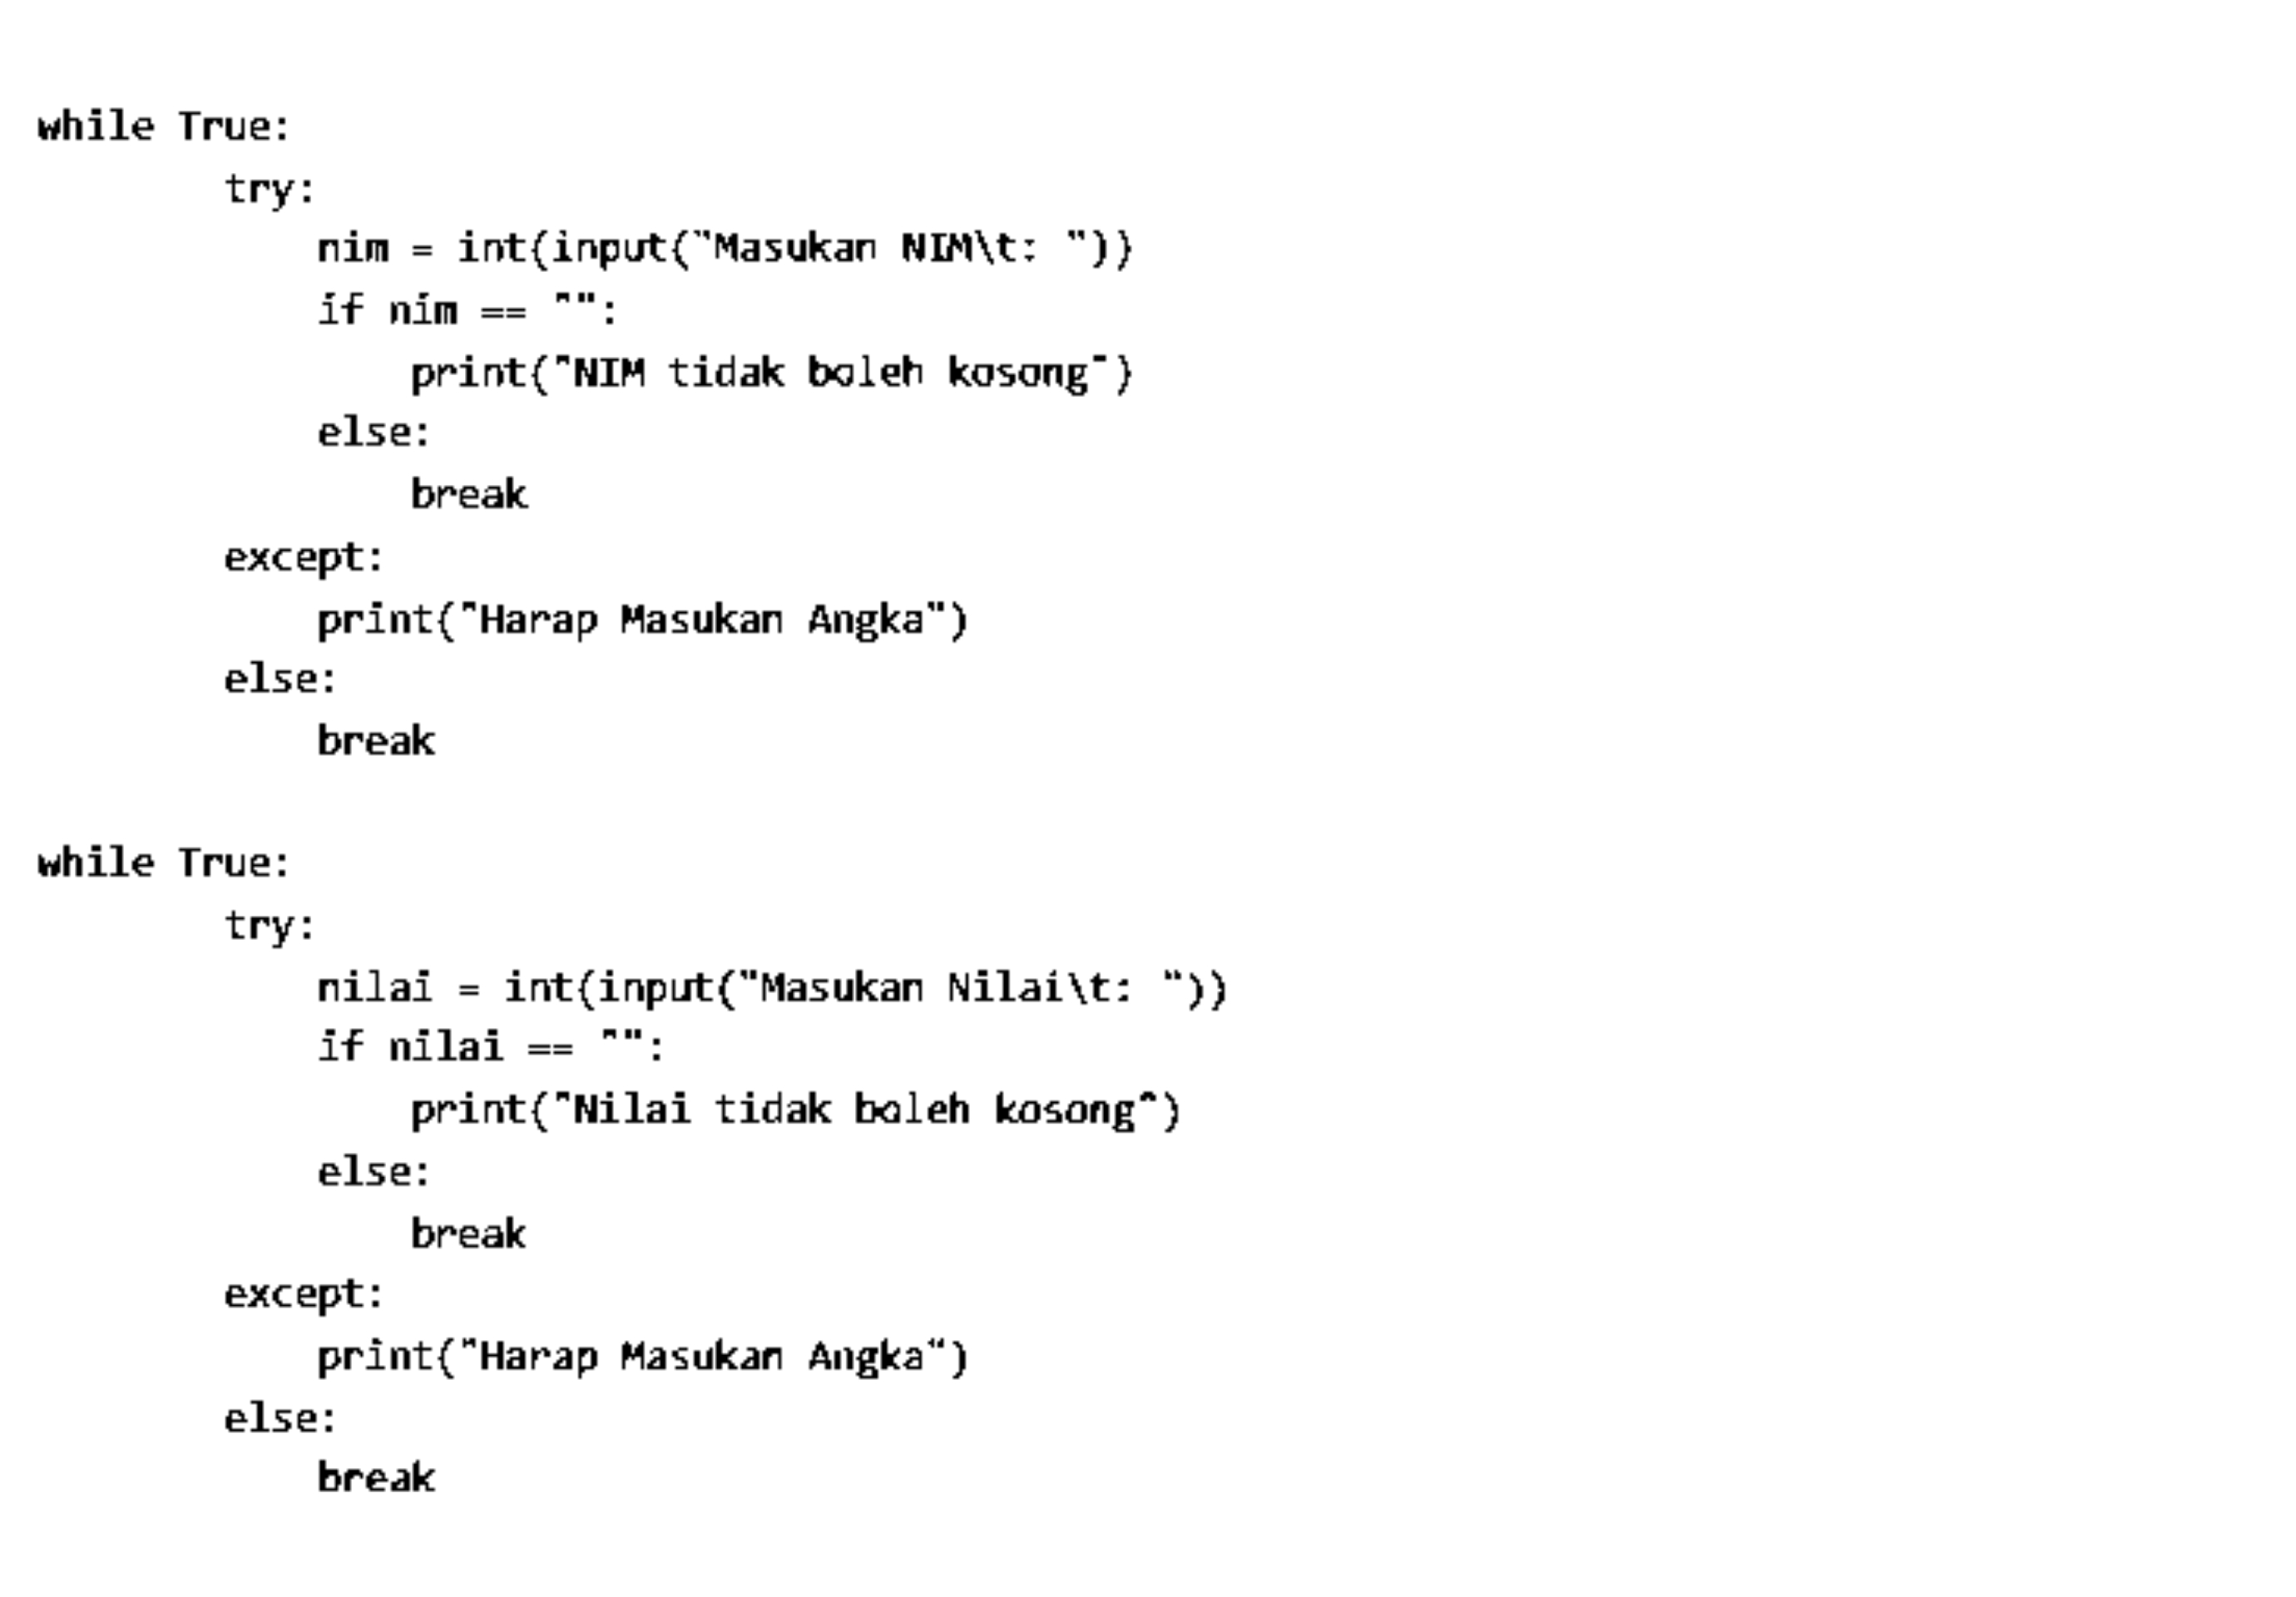 while True:
        try:
            nim = int(input("Masukan NIM\t: "))
            if nim == "":
                print("NIM tidak boleh kosong")
            else:
                break
        except:
            print("Harap Masukan Angka")
        else:
            break

while True:
        try:
            nilai = int(input("Masukan Nilai\t: "))
            if nilai == "":
                print("Nilai tidak boleh kosong")
            else:
                break
        except:
            print("Harap Masukan Angka")
        else:
            break